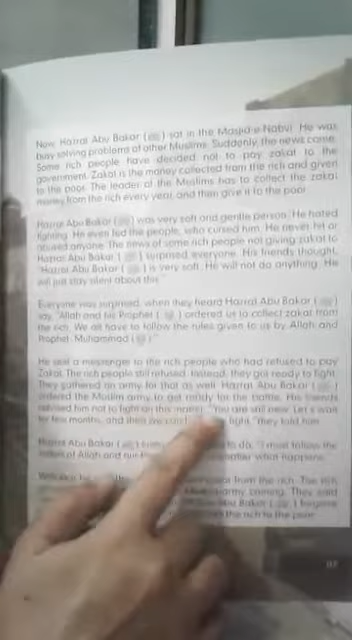 Now, Hazrat Abu Bakar ( ) sat in the Masjid-e-Nabvi. He was
busy solving problems of other Muslims. Suddenly, the news came.
Some rich people have decided not to pay zakat to the
government. Zakat is the money collected from the rich and given
to the poor. The leader of the Muslims has to collect the zakat
money from the rich every year, and then give it to the poor.
Hazrat Abu Bakar ( ) was very soft and gentle person. He hated
fighting. He even fed the people, who cursed him. He never hit or
abused anyone. The news of some rich people not giving zakat to
Hazrat Abu Bakar ( ) surprised everyone. His friends thought,
"Hazrat Abu Bakar ( ) is very soft. He will not do anything. He
will just stay silent about this."
Everyone was surprised, when they heard Hazrat Abu Bakar ( )
say, "Allah and his Prophet ( ) ordered us to collect zakat from
the rich. We all have to follow the rules given to us by Allah and
Prophet Muhammad ( )."
He sent a messenger to the rich people who had refused to pay
Zakat. The rich people still refused. Instead, they got ready to fight.
They gathered an army for that as well. Hazrat Abu Bakar ( )
ordered the Muslim army to get ready for the battle. His friends
advised him not to fight on this matter. "You are still new. Let's wait
for few months, and then we can fight," they told him.
Hazrat Abu Bakar ( ) to do. "I must follow the
orders of Allah and matter what happens."
from the rich. The rich
army coming. They said
Abu Bakar ( ) forgave
the rich to the poor.